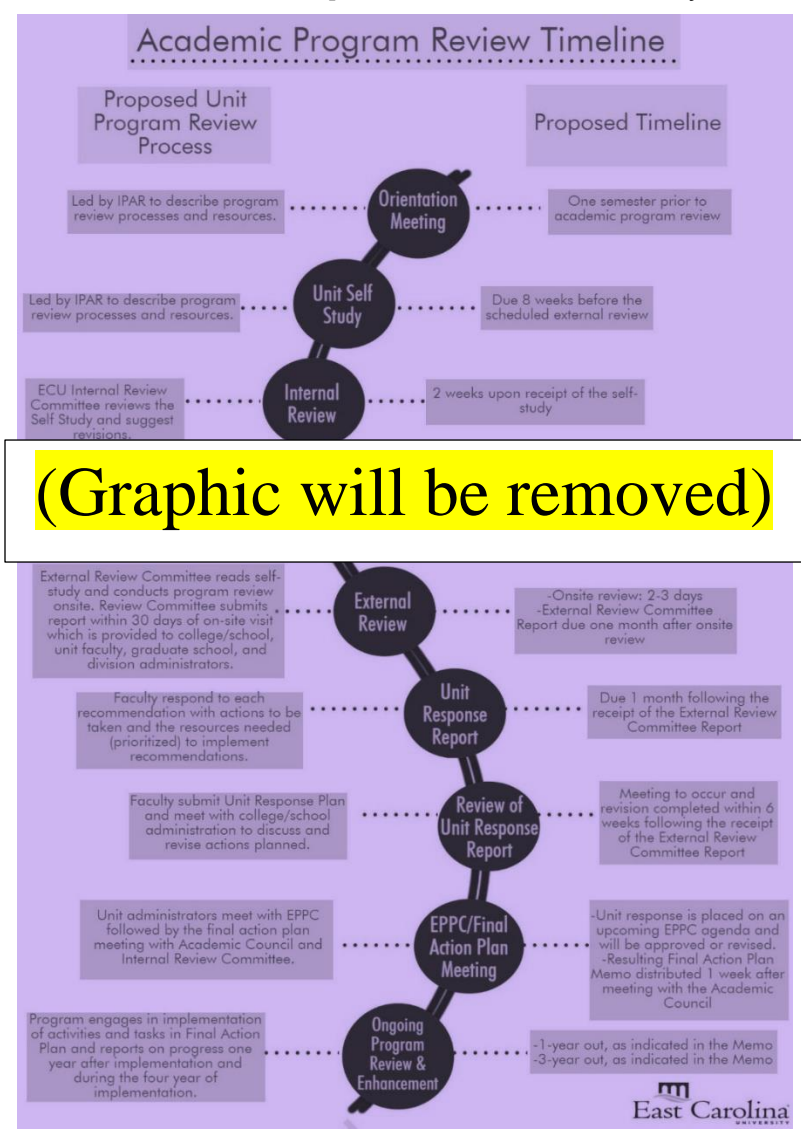 Academic Program Review Timeline
Proposed Unit
Program Review
Process
Proposed Timeline
Led by IPAR to describe program
review processes and resources.
Orientation
Meeting
One semester prior to
academic program review
Led by IPAR to describe program
review processes and resources.
Unit Self
Study
Due 8 weeks before the
scheduled external review
ECU Internal Review
Committee reviews the
Self Study and suggest
revisions.
Internal
Review
2 weeks upon receipt of the self-
study
(Graphic will be removed)
External Review Committee reads self-
study and conducts program review
onsite. Review Committee submits
report within 30 days of on-site visit
which is provided to college/school,
unit faculty, graduate school, and
division administrators.
External
Review
-Onsite review: 2-3 days
-External Review Committee
Report due one month after onsite
review
Faculty respond to each
recommendation with actions to be
taken and the resources needed
(prioritized) to implement
recommendations.
Unit
Response
Report
Due 1 month following the
receipt of the External Review
Committee Report
Faculty submit Unit Response Plan
and meet with college/school
administration to discuss and
revise actions planned.
Review of
Unit Response
Report
Meeting to occur and
revision completed within 6
weeks following the receipt
of the External Review
Committee Report
Unit administrators meet with EPPC
followed by the final action plan
meeting with Academic Council and
Internal Review Committee.
EPPC/Final
Action Plan
Meeting
-Unit response is placed on an
upcoming EPPC agenda and
will be approved or revised.
-Resulting Final Action Plan
Memo distributed 1 week after
meeting with the Academic
Council
Program engages in implementation
of activities and tasks in Final Action
Plan and reports on progress one
year after implementation and
during the four year of
implementation.
Ongoing
Program
Review &
Enhancement
-1-year out, as indicated in the Memo
-3-year out, as indicated in the Memo
East Carolina
UNIVERSITY